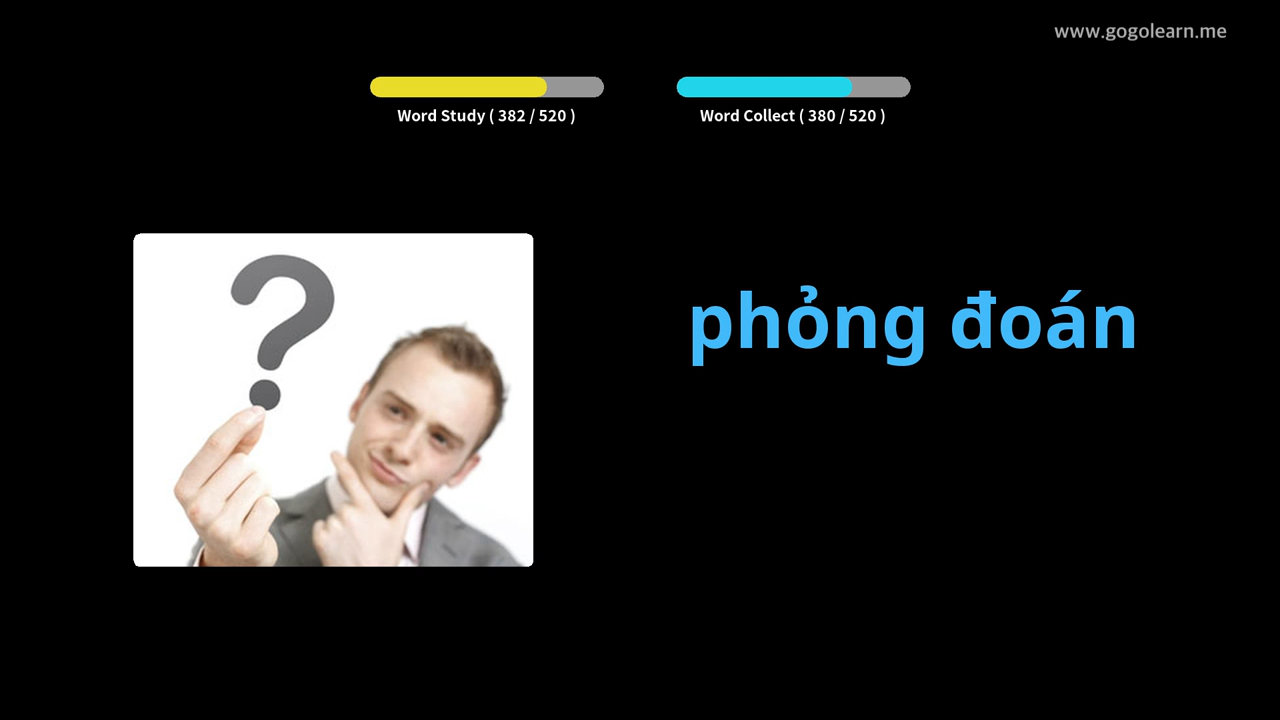 www.gogolearn.me
Word Study ( 382 / 520 )
Word Collect ( 380 / 520 )
?
phỏng đoán